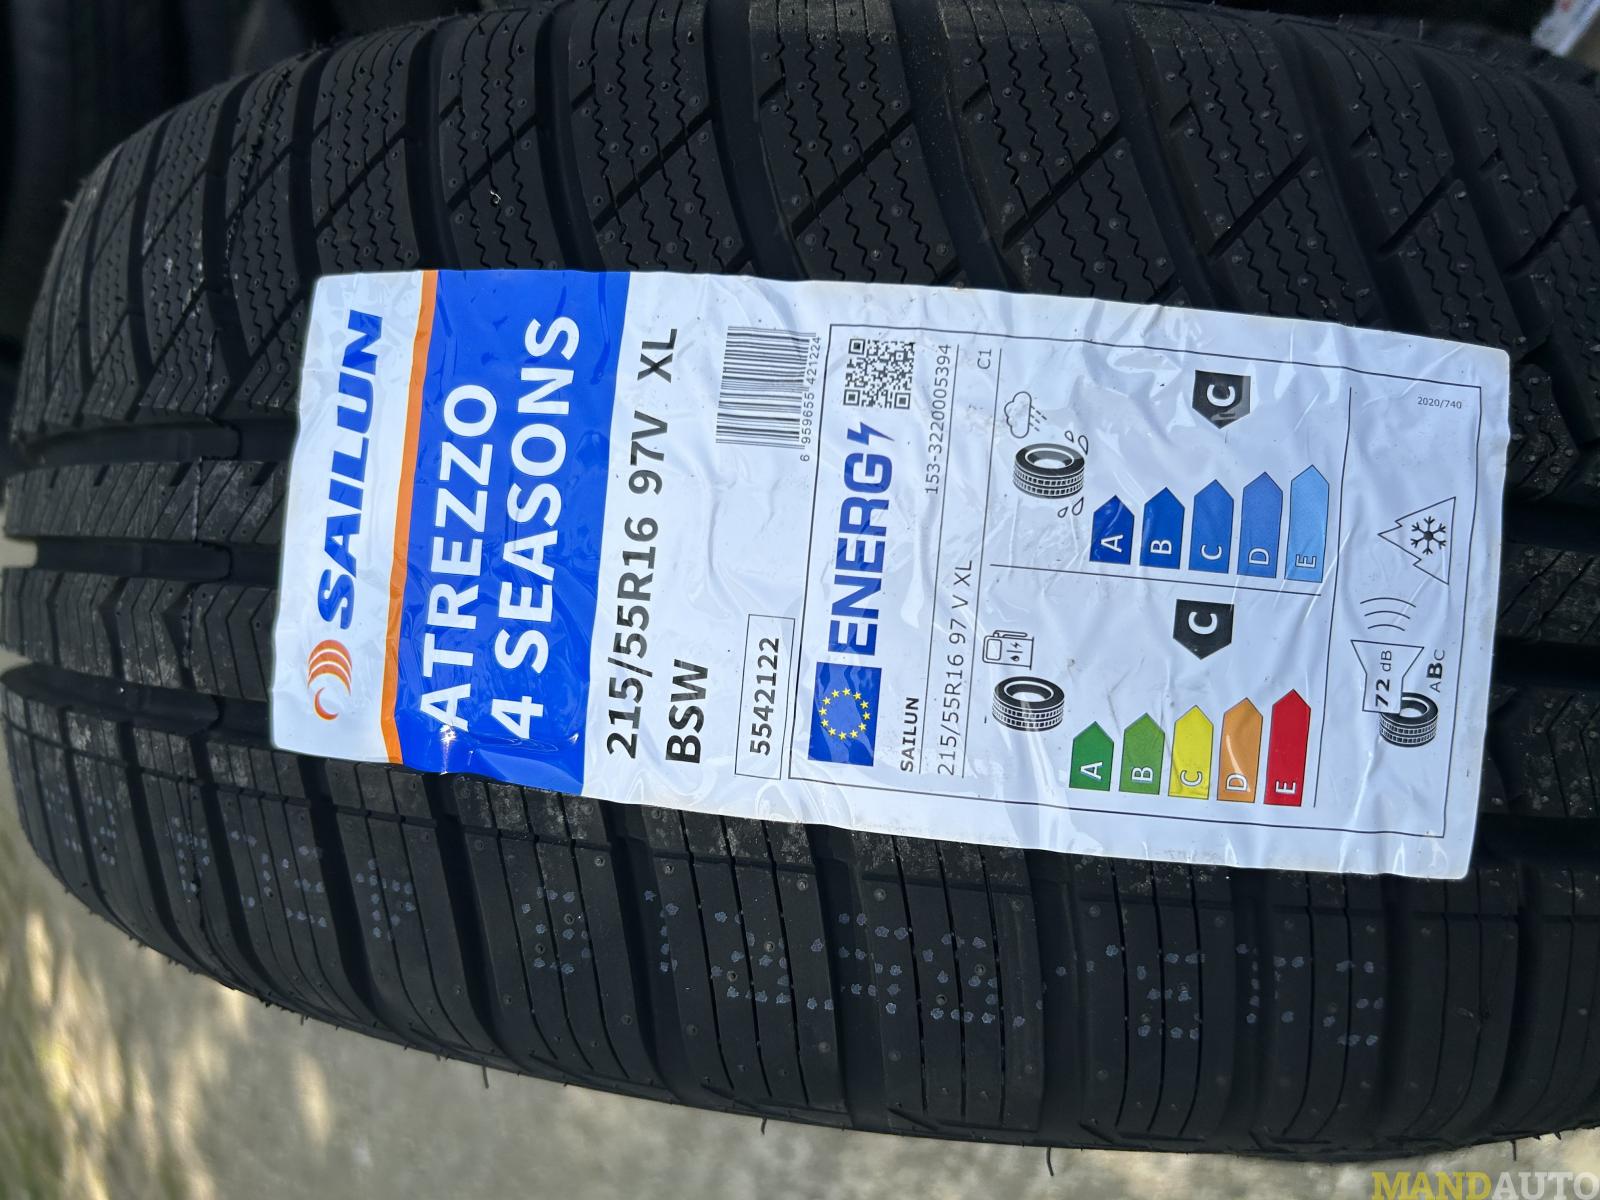 SAILUN
ATREZZO
4 SEASONS
215/55R16 97V XL
BSW
5542122
6 959655 421224
ENERG
SAILUN
153-3220005394
215/55R16 97 V XL
C1
A
B
C
D
E
C
A
B
C
D
E
C
72 dB
ABC
2020/740
MANDAUTO